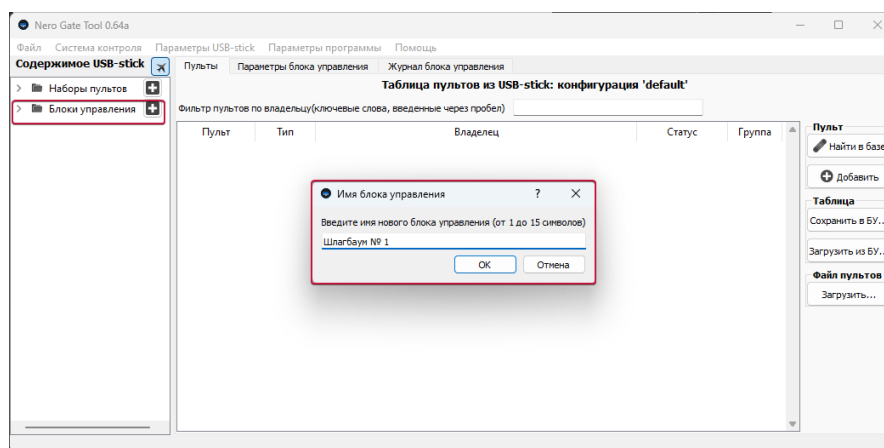 Nero Gate Tool 0.64a
Файл Система контроля Параметры USB-stick Параметры программы Помощь
Содержимое USB-stick
Пульты Параметры блока управления Журнал блока управления
Наборы пультов
Блоки управления
Таблица пультов из USB-stick: конфигурация 'default'
Фильтр пультов по владельцу(ключевые слова, введенные через пробел)
Пульт Тип Владелец Статус Группа
Имя блока управления ? ×
Введите имя нового блока управления (от 1 до 15 символов)
Шлагбаум № 1
OK Отмена
Пульт
Найти в базе
Добавить
Таблица
Сохранить в БУ...
Загрузить из БУ...
Файл пультов
Загрузить...